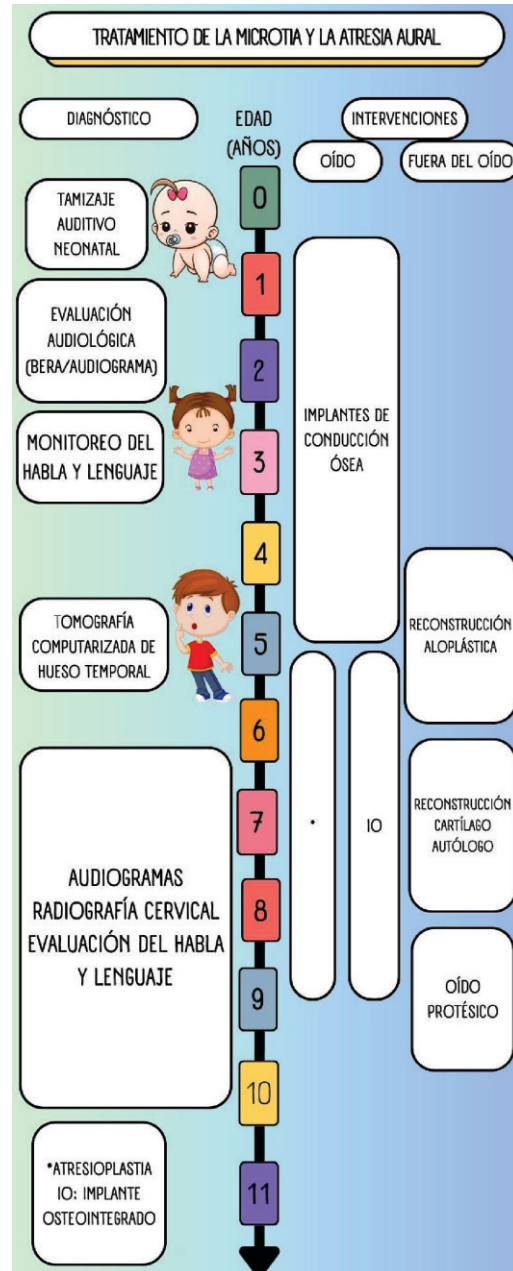 TRATAMIENTO DE LA MICROTIA Y LA ATRESIA AURAL
DIAGNÓSTICO
EDAD
(AÑOS)
INTERVENCIONES
OÍDO
FUERA DEL OÍDO
TAMIZAJE
AUDITIVO
NEONATAL
0
1
EVALUACIÓN
AUDIOLÓGICA
(BERA/AUDIOGRAMA)
2
MONITOREO DEL
HABLA Y LENGUAJE
3
IMPLANTES DE
CONDUCCIÓN
ÓSEA
4
TOMOGRAFÍA
COMPUTARIZADA DE
HUESO TEMPORAL
5
RECONSTRUCCIÓN
ALOPLÁSTICA
6
7
*
IO
RECONSTRUCCIÓN
CARTÍLAGO
AUTÓLOGO
AUDIOGRAMAS
RADIOGRAFÍA CERVICAL
EVALUACIÓN DEL HABLA
Y LENGUAJE
8
9
OÍDO
PROTÉSICO
10
*ATRESIOPLASTIA
IO: IMPLANTE
OSTEOINTEGRADO
11